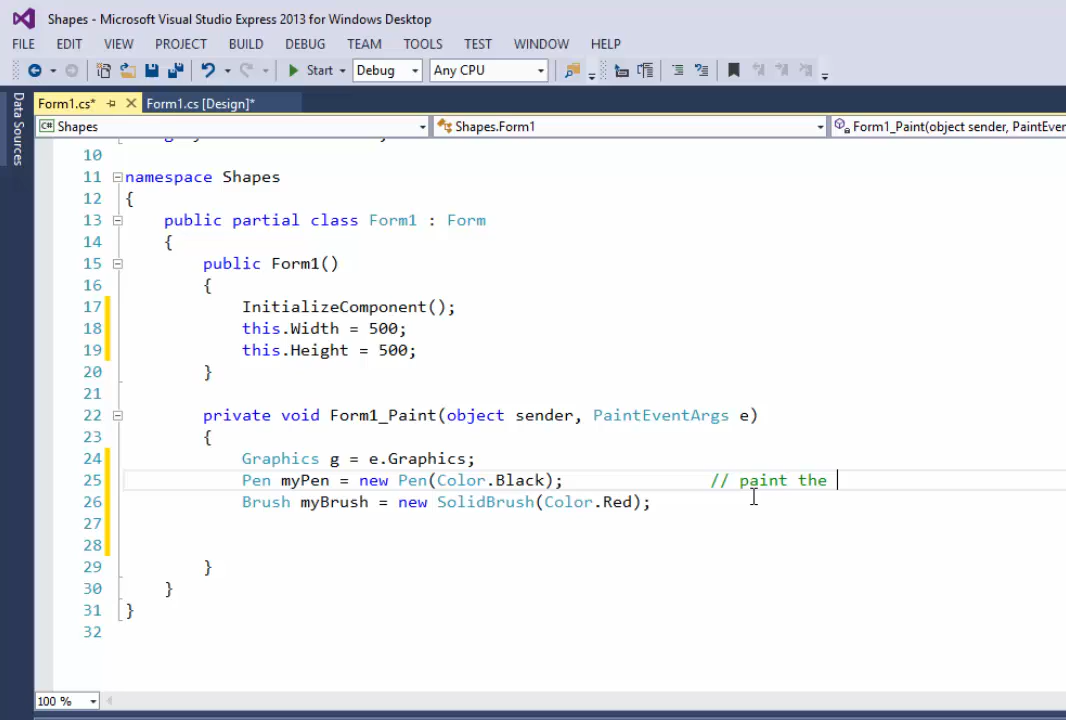 Shapes - Microsoft Visual Studio Express 2013 for Windows Desktop
FILE EDIT VIEW PROJECT BUILD DEBUG TEAM TOOLS TEST WINDOW HELP
Start Debug Any CPU
Form1.cs* Form1.cs [Design]*
Data Sources
C# Shapes Shapes.Form1 Form1_Paint(object sender, PaintEver
10
11 namespace Shapes
12 {
13 public partial class Form1 : Form
14 {
15 public Form1()
16 {
17 InitializeComponent();
18 this.Width = 500;
19 this.Height = 500;
20 }
21
22 private void Form1_Paint(object sender, PaintEventArgs e)
23 {
24 Graphics g = e.Graphics;
25 Pen myPen = new Pen(Color.Black); // paint the
26 Brush myBrush = new SolidBrush(Color.Red);
27
28
29 }
30 }
31 }
32
100 %